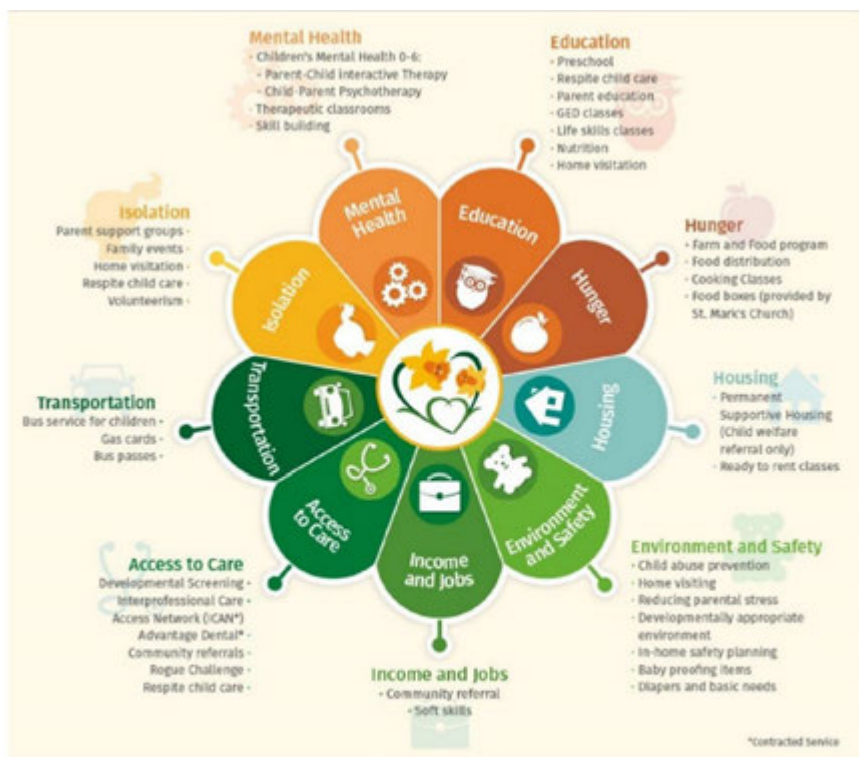 Mental Health
· Children's Mental Health 0-6:
· Parent-Child Interactive Therapy
· Child-Parent Psychotherapy
· Therapeutic classrooms
· Skill building
Education
· Preschool
· Respite child care
· Parent education
· GED classes
· Life skills classes
· Nutrition
· Home visitation
Isolation
Parent support groups ·
Family events ·
Home visitation ·
Respite child care ·
Volunteerism ·
Hunger
· Farm and Food program
· Food distribution
· Cooking Classes
· Food boxes (provided by
St. Mark's Church)
Transportation
Bus service for children ·
Gas cards ·
Bus passes ·
Housing
· Permanent
Supportive Housing
(Child welfare
referral only)
· Ready to rent classes
Access to Care
Developmental Screening ·
Interprofessional Care ·
Access Network (iCAN*)
Advantage Dental* ·
Community referrals ·
Rogue Challenge ·
Respite child care ·
Environment and Safety
· Child abuse prevention
· Home visiting
· Reducing parental stress
· Developmentally appropriate
environment
· In-home safety planning
· Baby proofing items
· Diapers and basic needs
Income and Jobs
· Community referral
· Soft skills
Mental
Health
Education
Isolation
Hunger
Transportation
Housing
Access
to Care
Income
and Jobs
Environment
and Safety
*Contracted Service